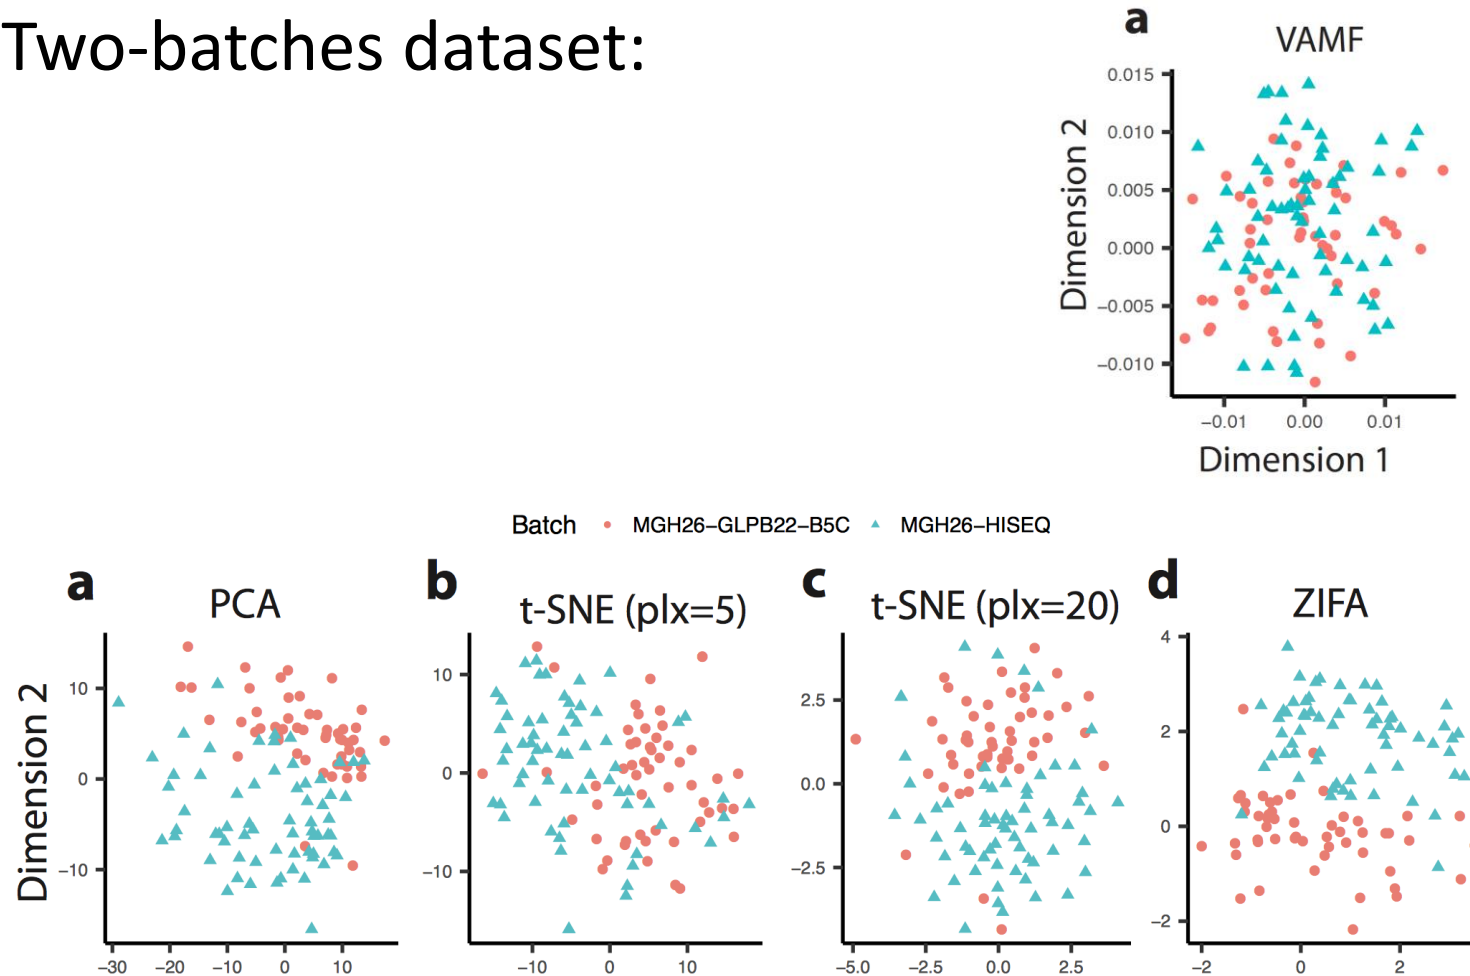 Two-batches dataset:
a
VAMF
Dimension 2
0.015
0.010
0.005
0.000
−0.005
−0.010
−0.01 0.00 0.01
Dimension 1
Batch MGH26−GLPB22−B5C MGH26−HISEQ
a PCA
Dimension 2
10
0
−10
−30 −20 −10 0 10
b t-SNE (plx=5)
10
0
−10
−10 0 10
c t-SNE (plx=20)
2.5
0.0
−2.5
−5.0 −2.5 0.0 2.5
d ZIFA
4
2
0
−2
−2 0 2